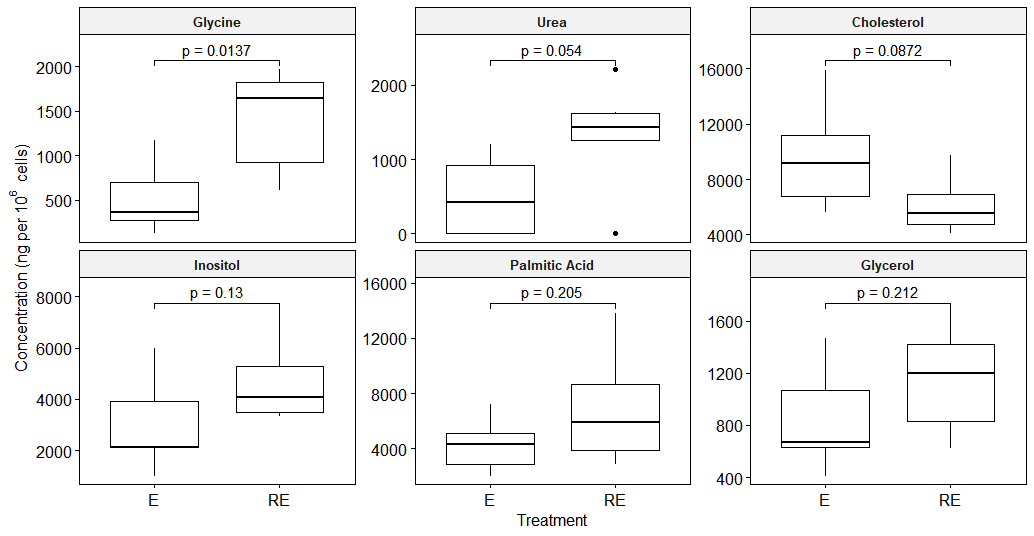 Glycine
Urea
Cholesterol
p = 0.0137
p = 0.054
p = 0.0872
2000
1500
1000
500
2000
1000
0
16000
12000
8000
4000
Inositol
Palmitic Acid
Glycerol
p = 0.13
p = 0.205
p = 0.212
8000
6000
4000
2000
16000
12000
8000
4000
1600
1200
800
400
E RE
E RE
E RE
Concentration (ng per 10⁶ cells)
Treatment